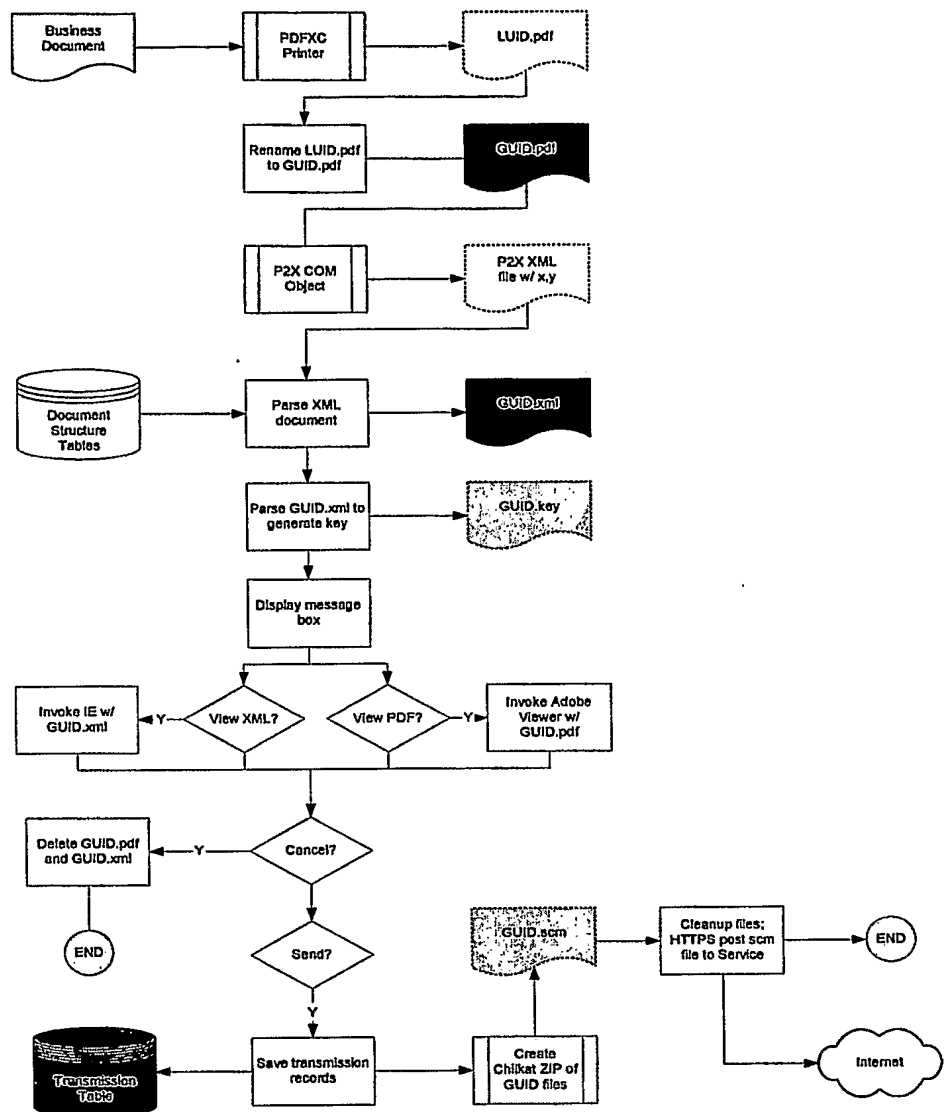 Business
Document
PDFXC
Printer
LUID.pdf
Rename LUID.pdf
to GUID.pdf
GUID.pdf
P2X COM
Object
P2X XML
file w/ x,y
Document
Structure
Tables
Parse XML
document
GUID.xml
Parse GUID.xml to
generate key
GUID.key
Display message
box
Invoke IE w/
GUID.xml
Y
View XML?
View PDF?
Y
Invoke Adobe
Viewer w/
GUID.pdf
Delete GUID.pdf
and GUID.xml
Y
Cancel?
END
Send?
GUID.scm
Cleanup files;
HTTPS post scm
file to Service
END
Y
Transmission
Table
Save transmission
records
Create
Chilkat ZIP of
GUID files
Internet